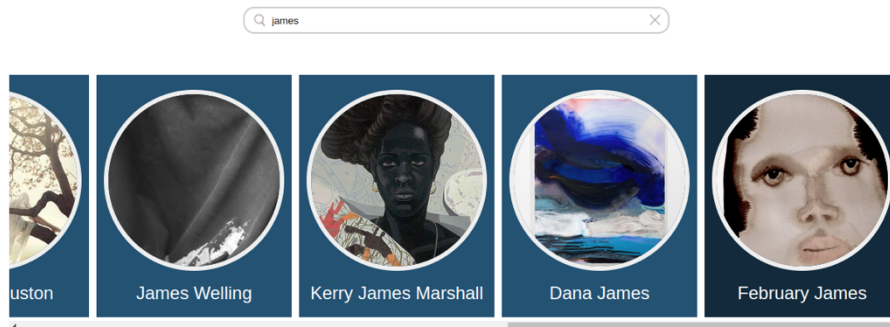 james
uston
James Welling
Kerry James Marshall
Dana James
February James